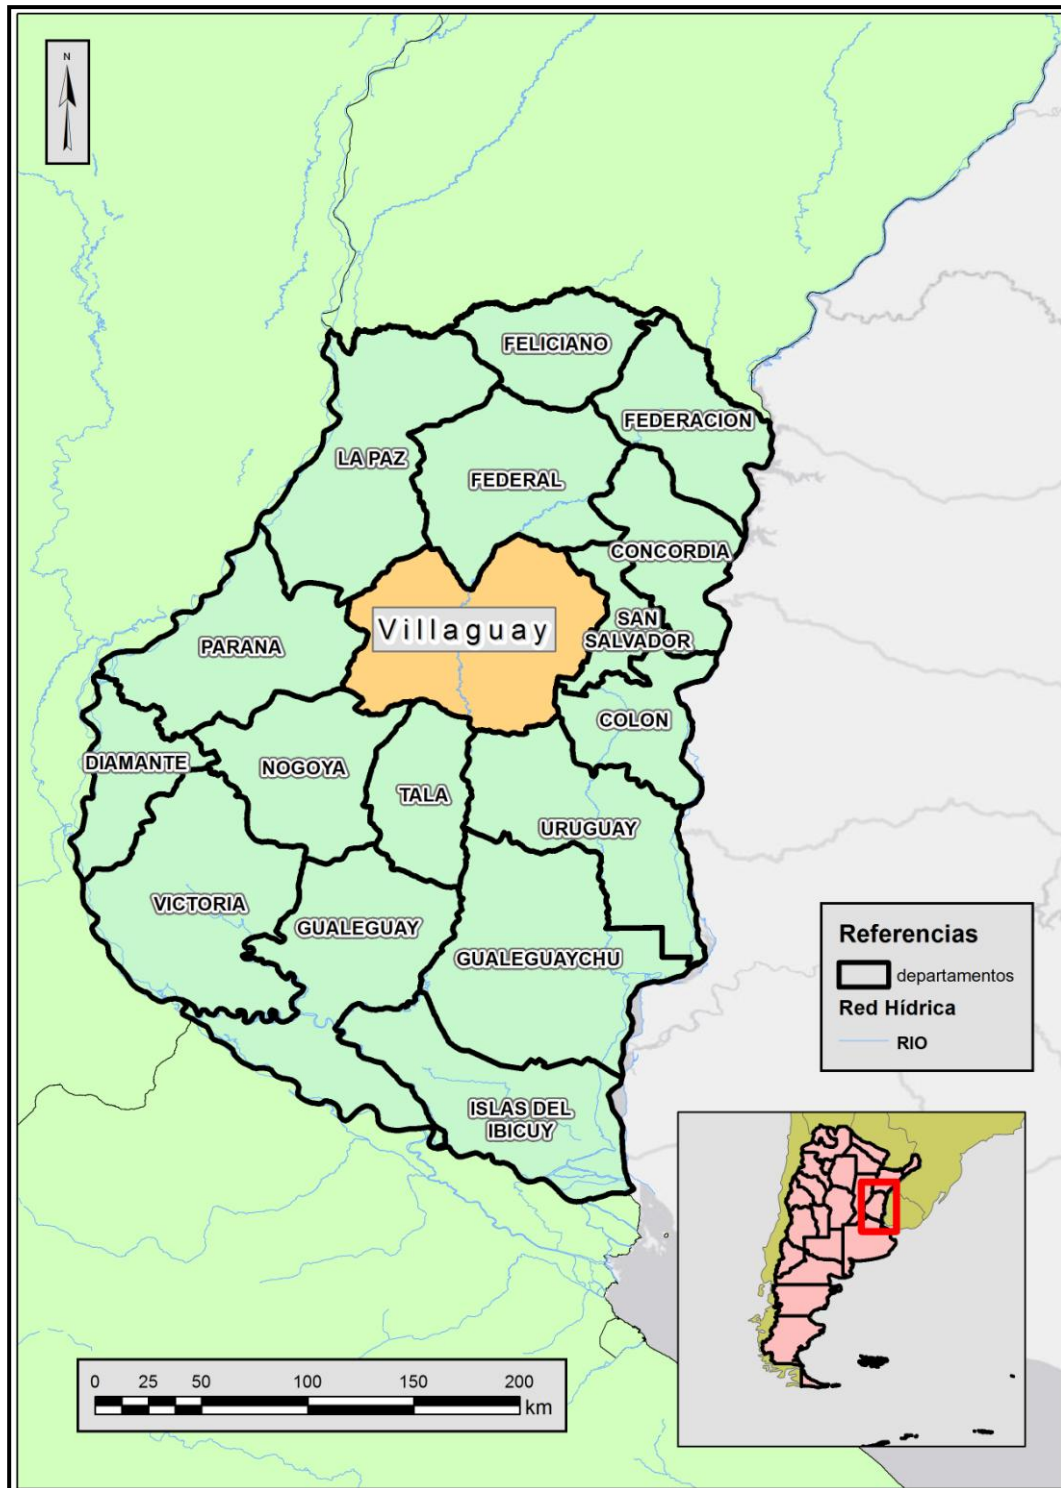 N
FELICIANO
FEDERACION
LA PAZ
FEDERAL
CONCORDIA
SAN
SALVADOR
Villaguay
PARANA
COLON
DIAMANTE
NOGOYA
TALA
URUGUAY
VICTORIA
GUALEGUAY
GUALEGUAYCHU
ISLAS DEL
IBICUY
Referencias
departamentos
Red Hídrica
RIO
0 25 50 100 150 200
km